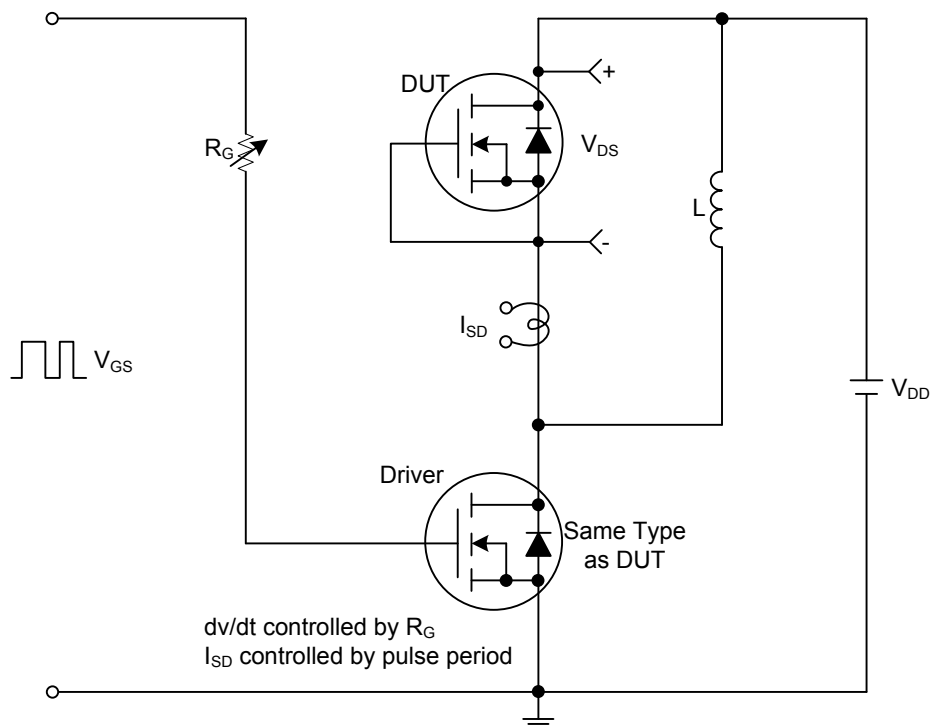 DUT
+
R_G
V_DS
L
-
I_SD
V_GS
V_DD
Driver
Same Type
as DUT
dv/dt controlled by R_G
I_SD controlled by pulse period